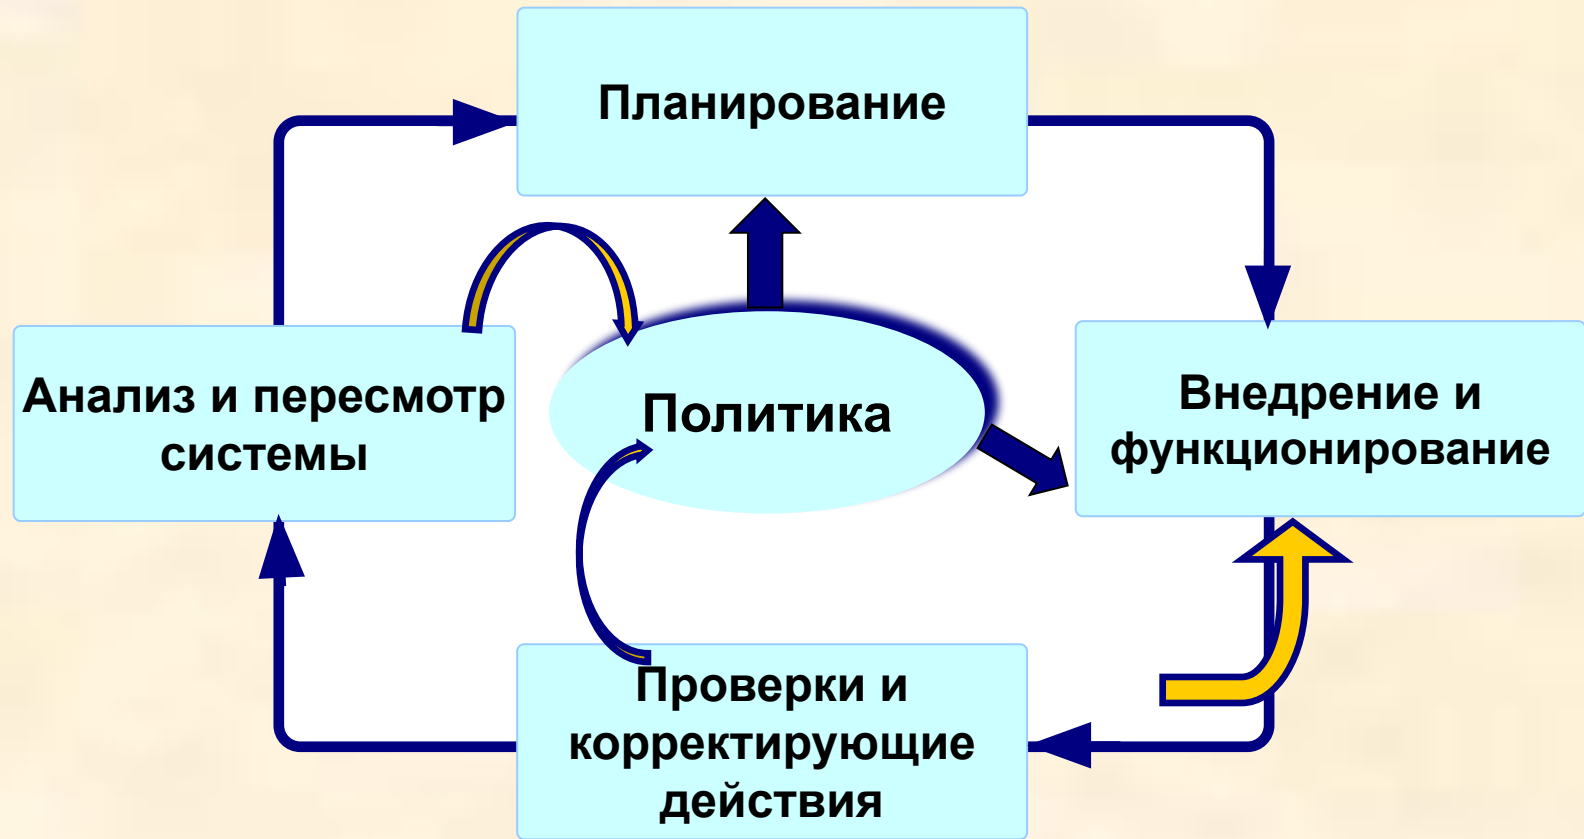 Планирование
Анализ и пересмотр
системы
Политика
Внедрение и
функционирование
Проверки и
корректирующие
действия